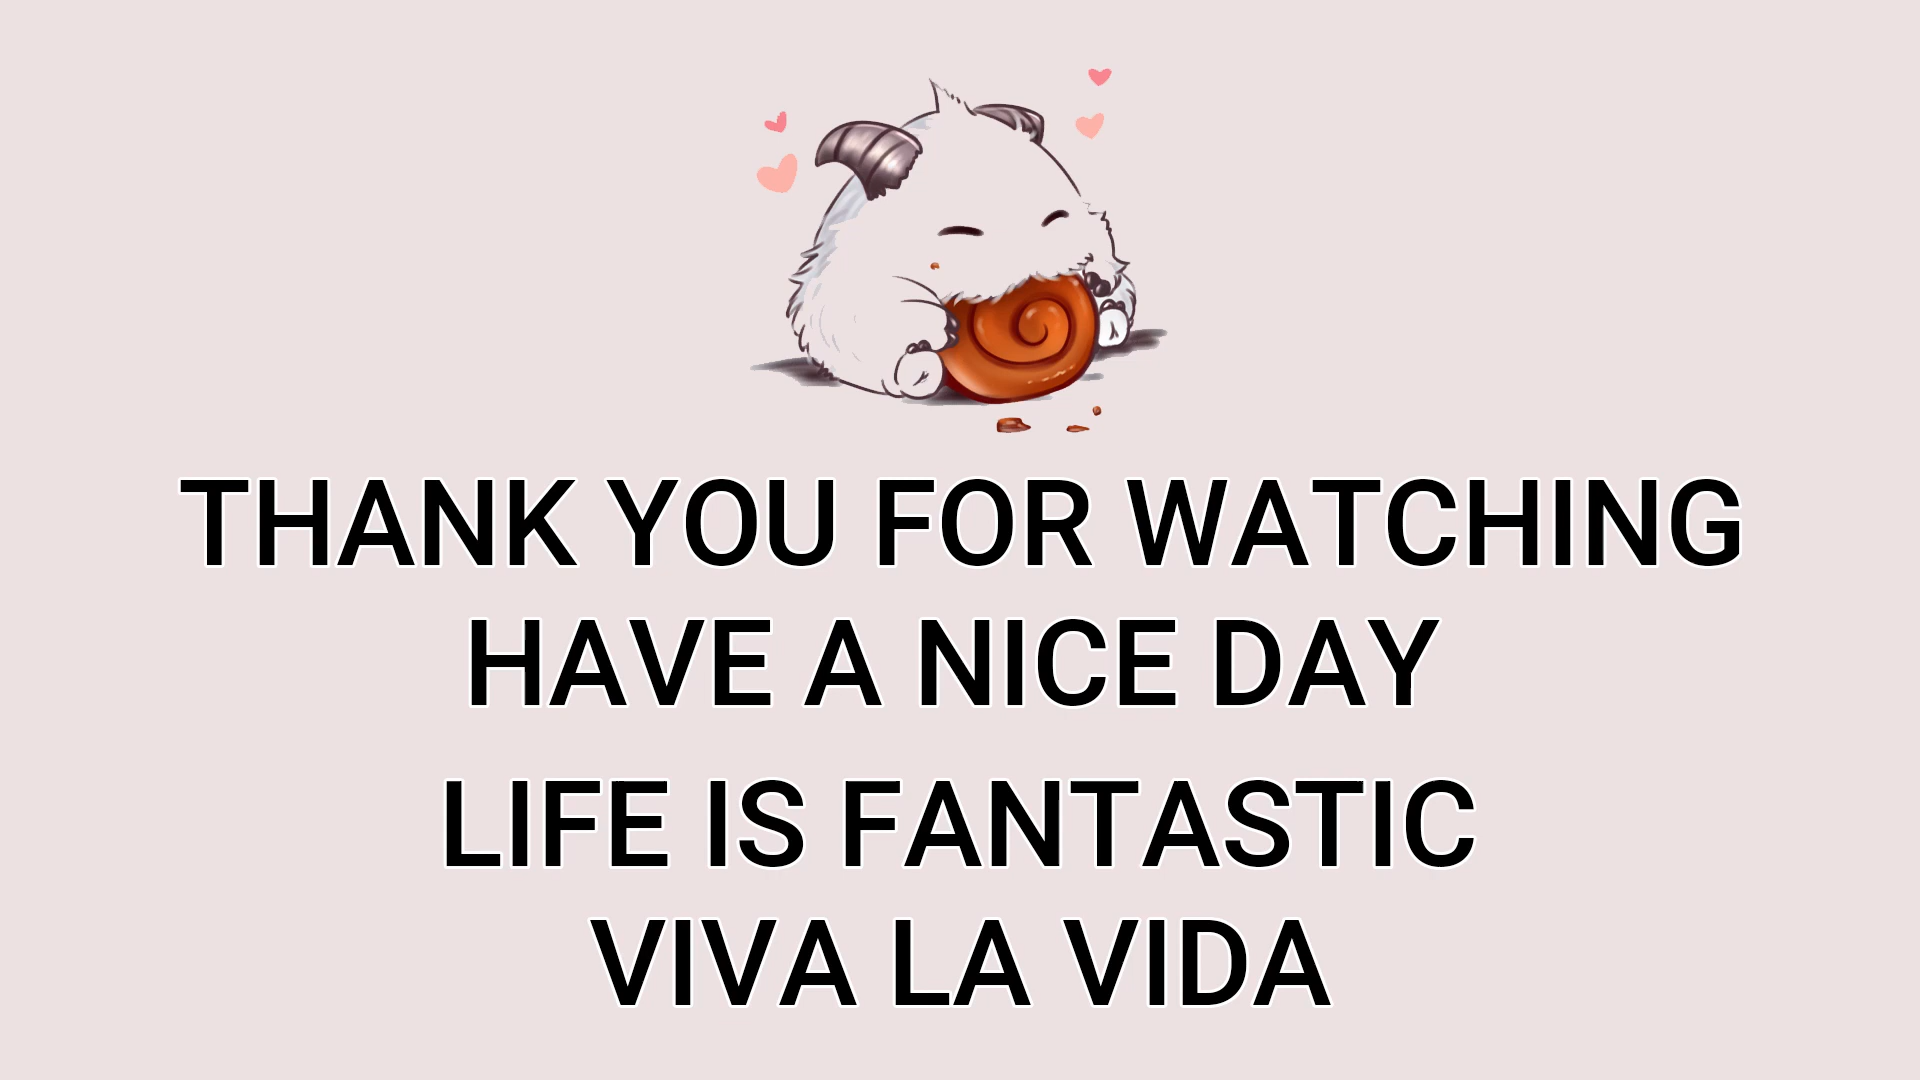 THANK YOU FOR WATCHING
HAVE A NICE DAY
LIFE IS FANTASTIC
VIVA LA VIDA